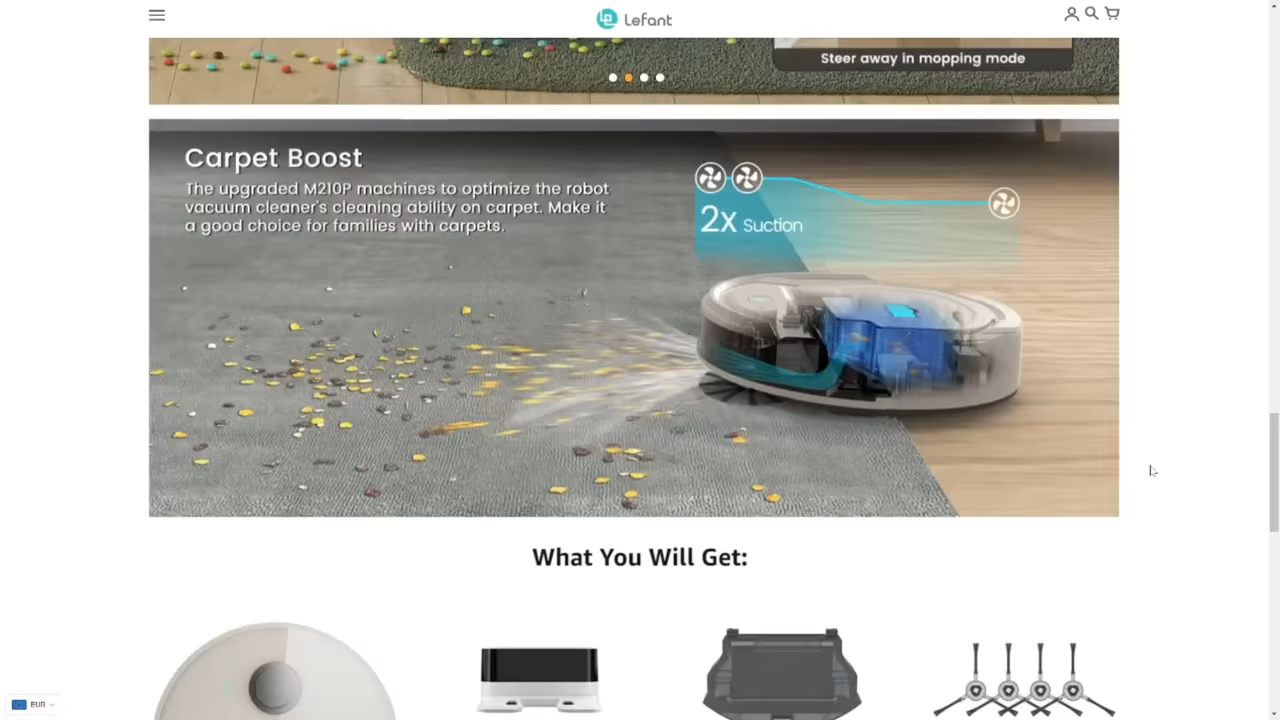 Lefant
Steer away in mopping mode
Carpet Boost
The upgraded M210P machines to optimize the robot
vacuum cleaner's cleaning ability on carpet. Make it
a good choice for families with carpets.
2x Suction
What You Will Get:
EUR